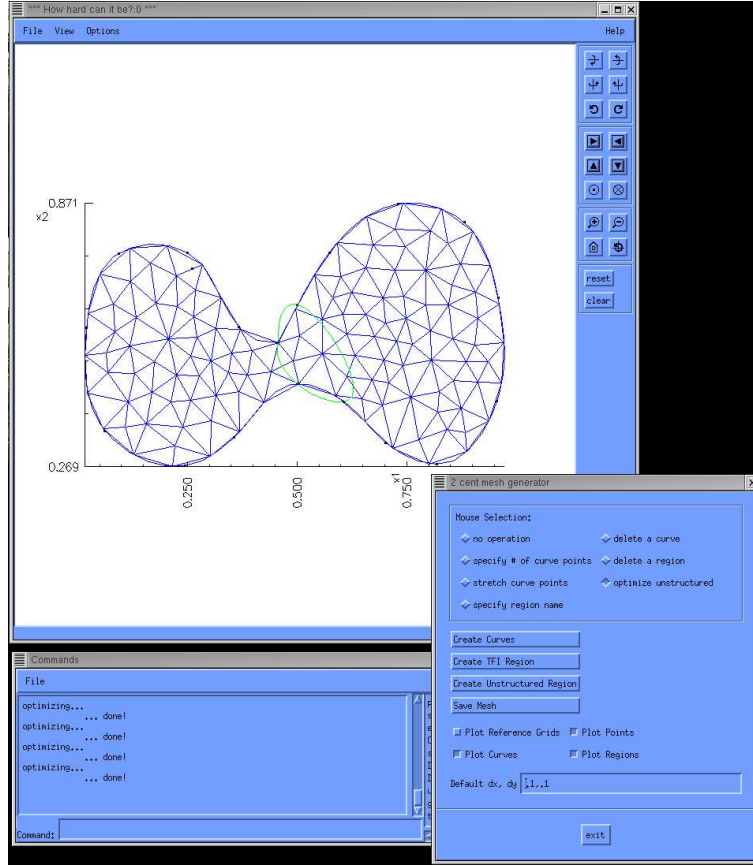 *** How hard can it be?:0 ***
File View Options Help
reset
clear
0.871
x2
0.269
0.250
0.500
x1
0.750
2 cent mesh generator
Mouse Selection:
no operation
delete a curve
specify # of curve points
delete a region
stretch curve points
optimize unstructured
specify region name
Create Curves
Create TFI Region
Create Unstructured Region
Save Mesh
Plot Reference Grids
Plot Points
Plot Curves
Plot Regions
Default dx, dy .1,.1
exit
Commands
File
optimizing...
... done!
optimizing...
... done!
optimizing...
... done!
optimizing...
... done!
Command: